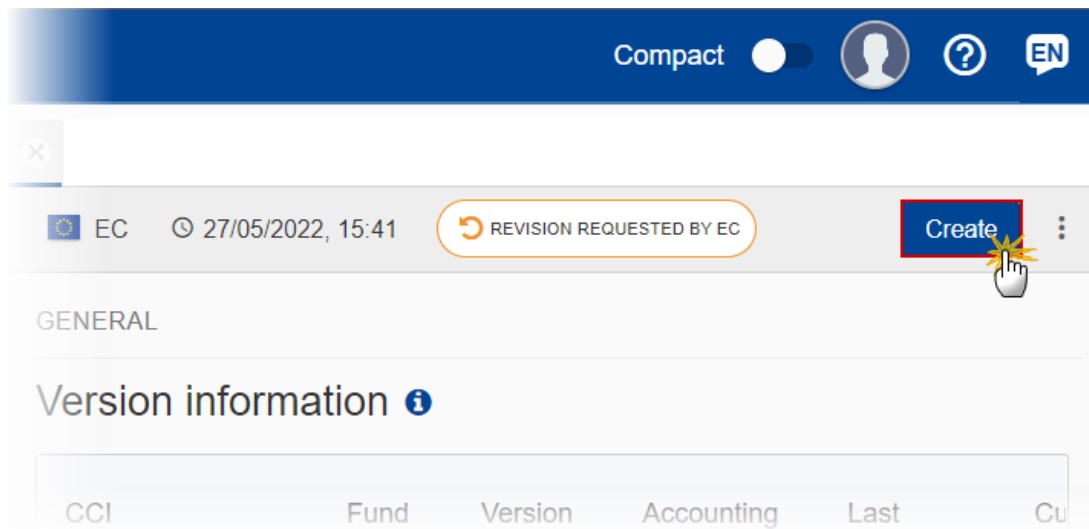 Compact EN
EC 27/05/2022, 15:41 REVISION REQUESTED BY EC Create
GENERAL
Version information
CCI Fund Version Accounting Last